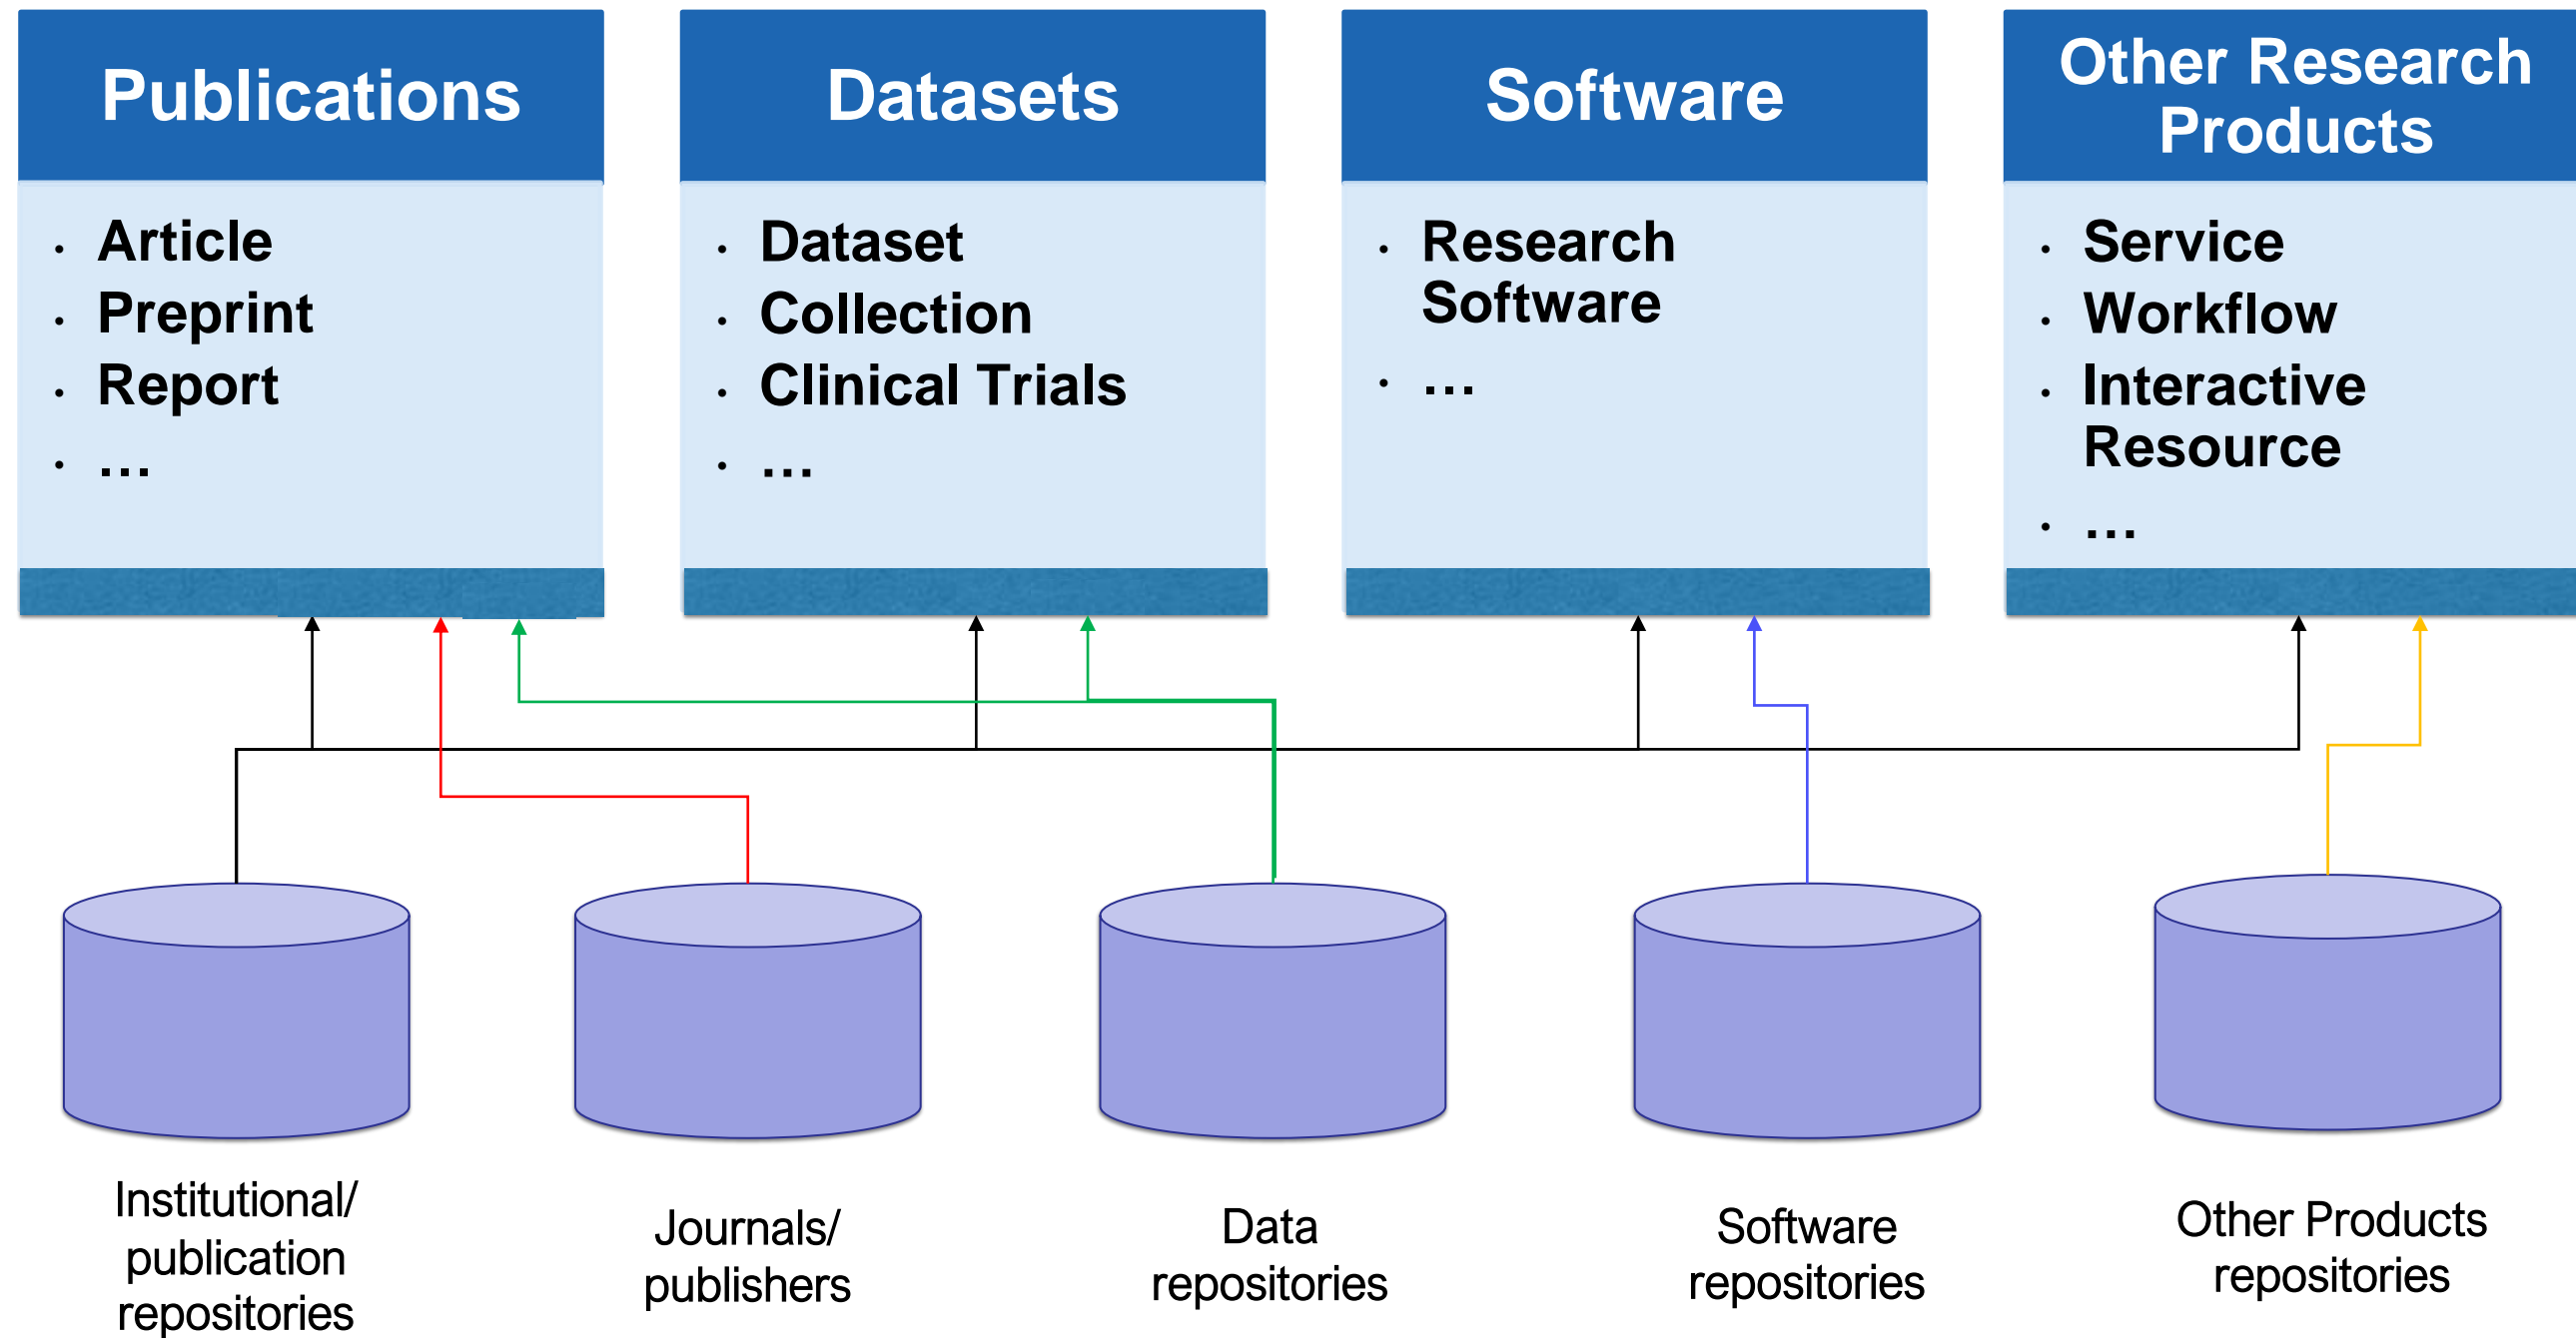 Publications
· Article
· Preprint
· Report
· …
Datasets
· Dataset
· Collection
· Clinical Trials
· …
Software
· Research
Software
· …
Other Research
Products
· Service
· Workflow
· Interactive
Resource
· …
Institutional/
publication
repositories
Journals/
publishers
Data
repositories
Software
repositories
Other Products
repositories